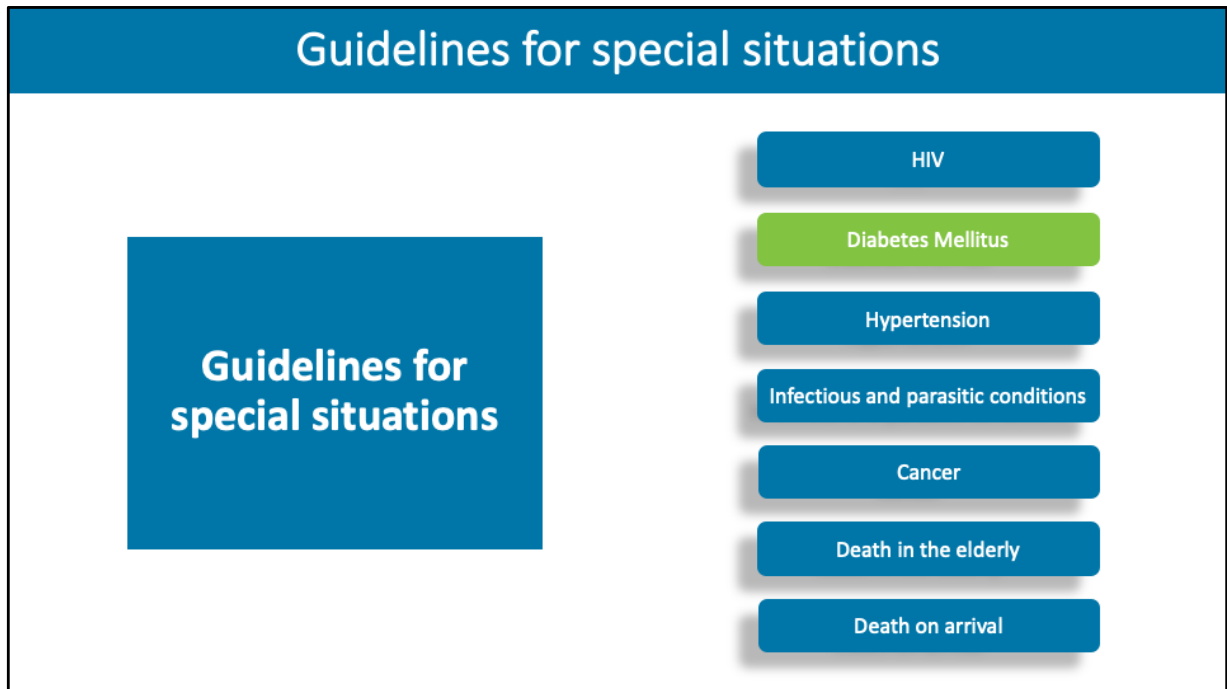 Guidelines for special situations
Guidelines for
special situations
HIV
Diabetes Mellitus
Hypertension
Infectious and parasitic conditions
Cancer
Death in the elderly
Death on arrival